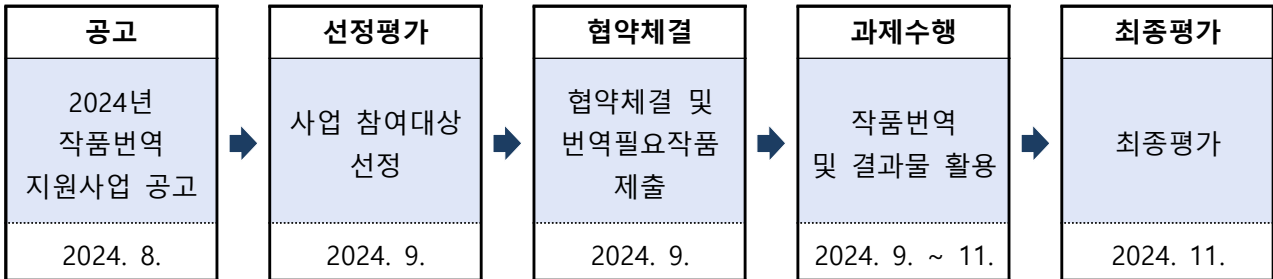 공고
2024년
작품번역
지원사업 공고
2024. 8.
선정평가
사업 참여대상
선정
2024. 9.
협약체결
협약체결 및
번역필요작품
제출
2024. 9.
과제수행
작품번역
및 결과물 활용
2024. 9. ~ 11.
최종평가
최종평가
2024. 11.